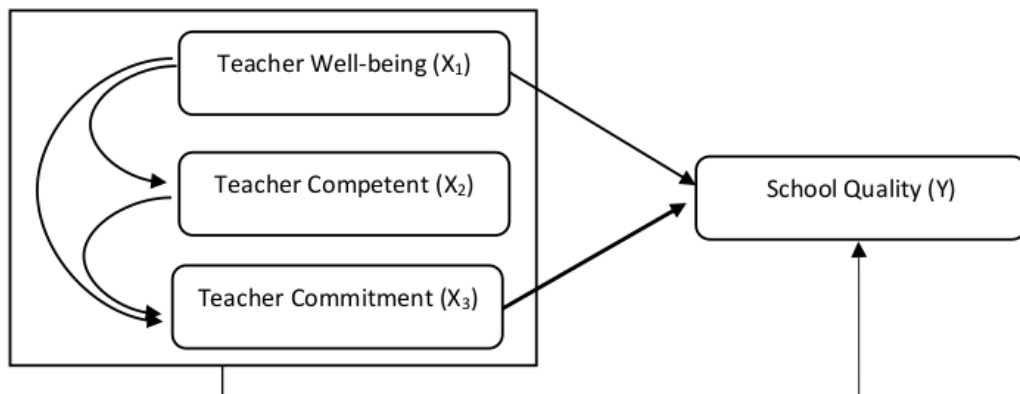 Teacher Well-being (X₁)
Teacher Competent (X₂)
School Quality (Y)
Teacher Commitment (X₃)